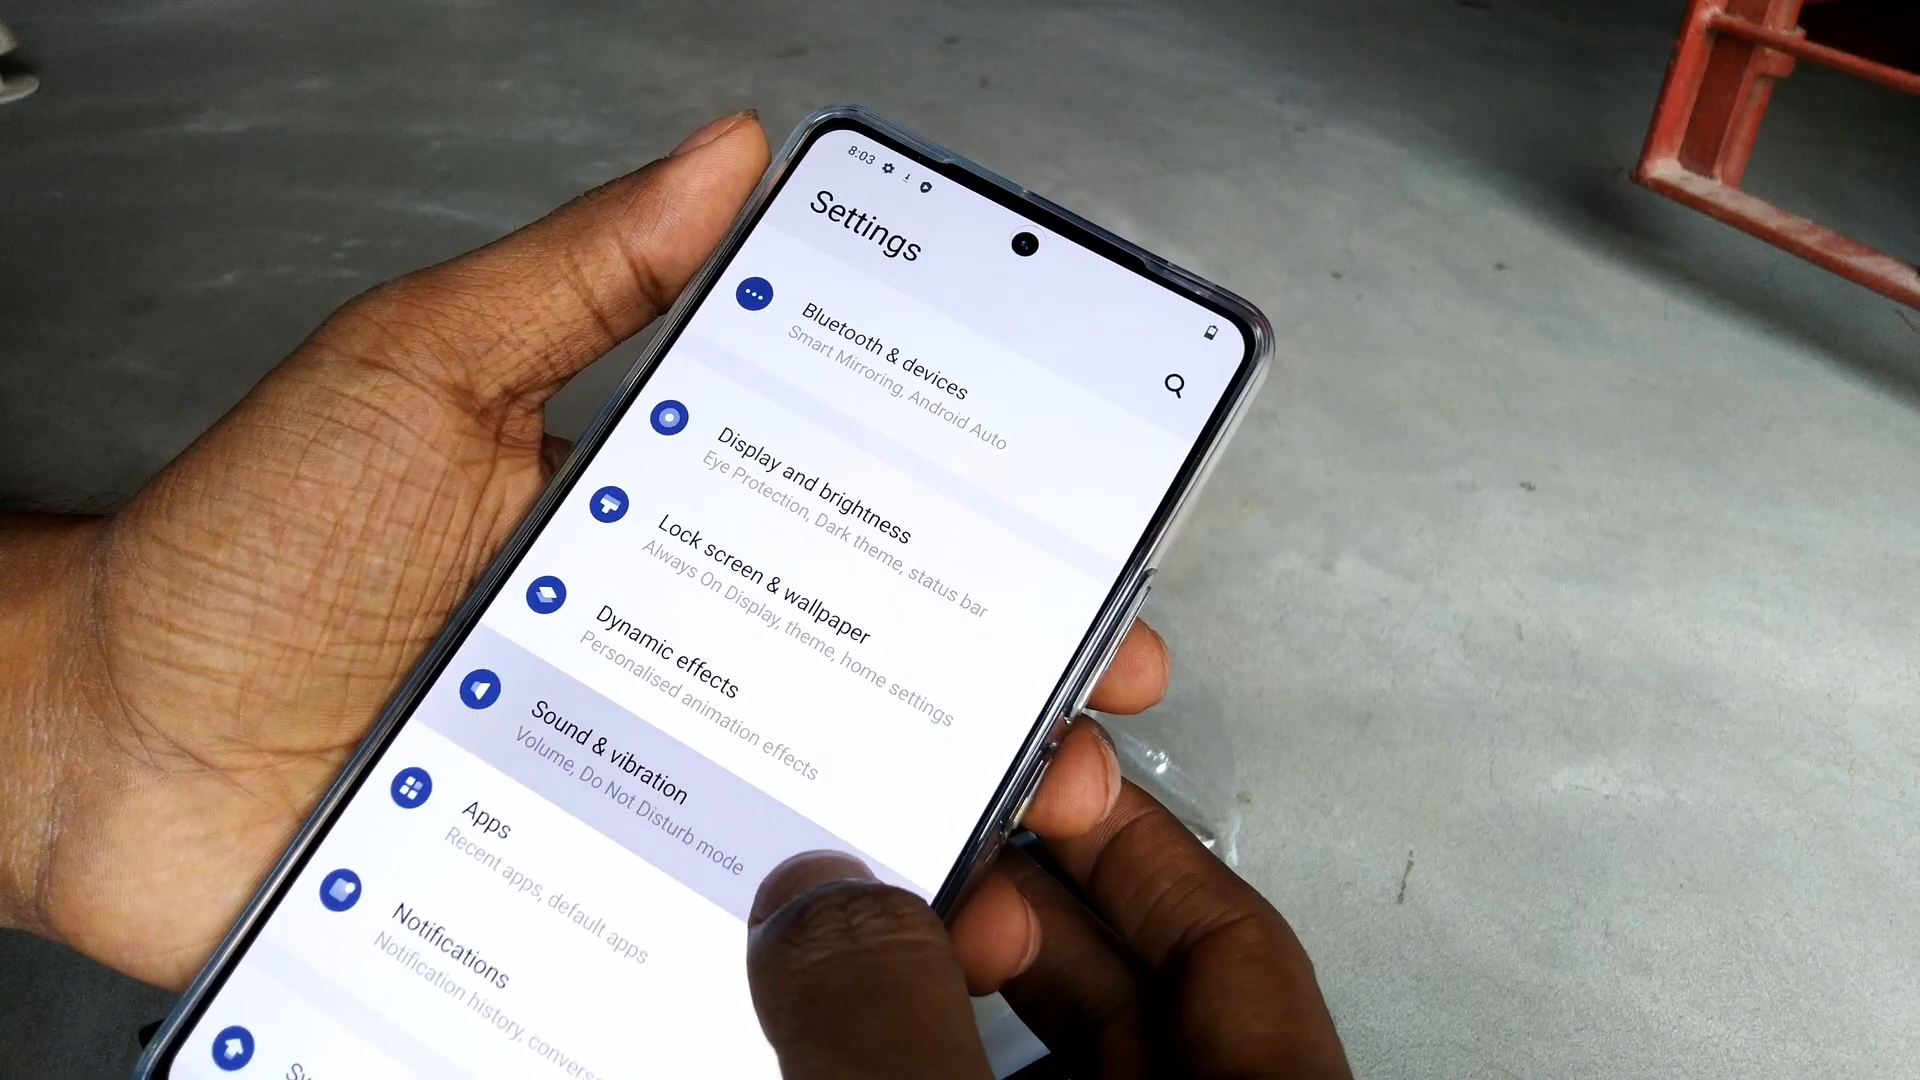 8:03
Settings
Bluetooth & devices
Smart Mirroring, Android Auto
Display and brightness
Eye Protection, Dark theme, status bar
Lock screen & wallpaper
Always On Display, theme, home settings
Dynamic effects
Personalised animation effects
Sound & vibration
Volume, Do Not Disturb mode
Apps
Recent apps, default apps
Notifications
Notification history,